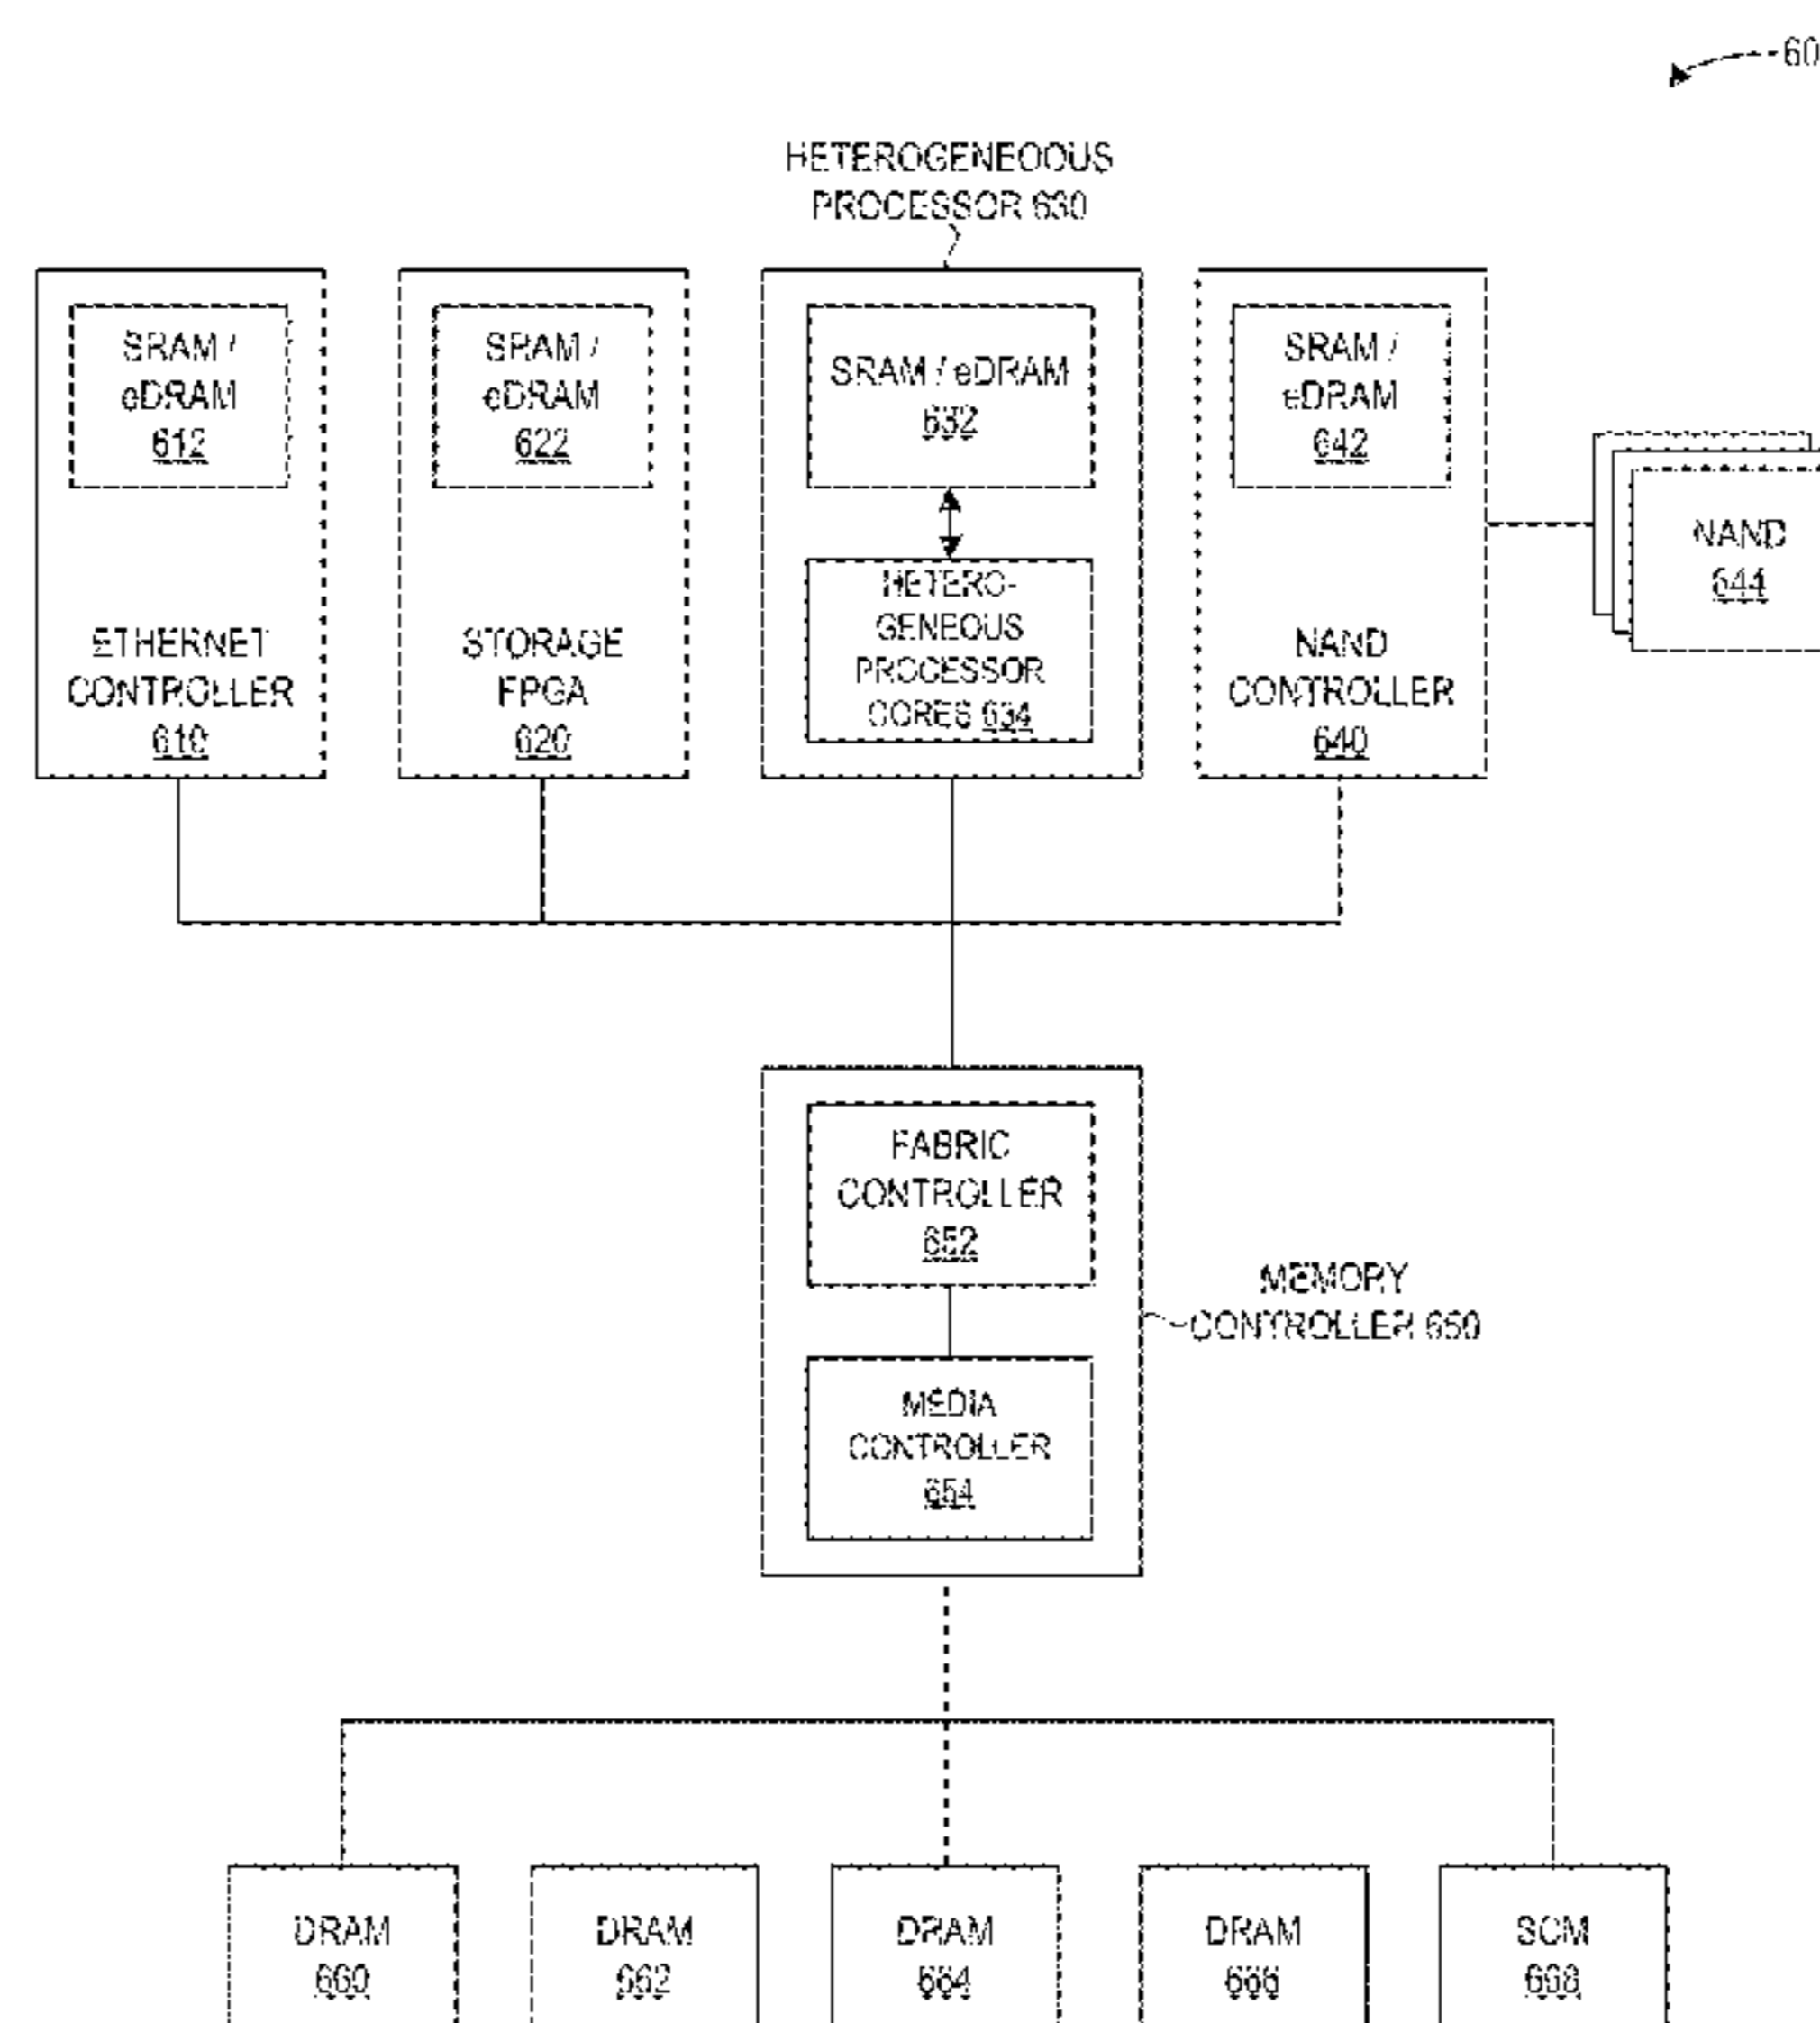 60
HETEROGENEOOUS
PROCESSOR 630
SRAM /
eDRAM
612
ETHERNET
CONTROLLER
610
SRAM /
eDRAM
622
STORAGE
FPGA
620
SRAM / eDRAM
632
HETERO-
GENEOUS
PROCESSOR
CORES 634
SRAM /
eDRAM
642
NAND
CONTROLLER
640
NAND
644
FABRIC
CONTROLLER
652
MEDIA
CONTROLLER
654
MEMORY
CONTROLLER 650
DRAM
660
DRAM
662
DRAM
664
DRAM
666
SCM
668